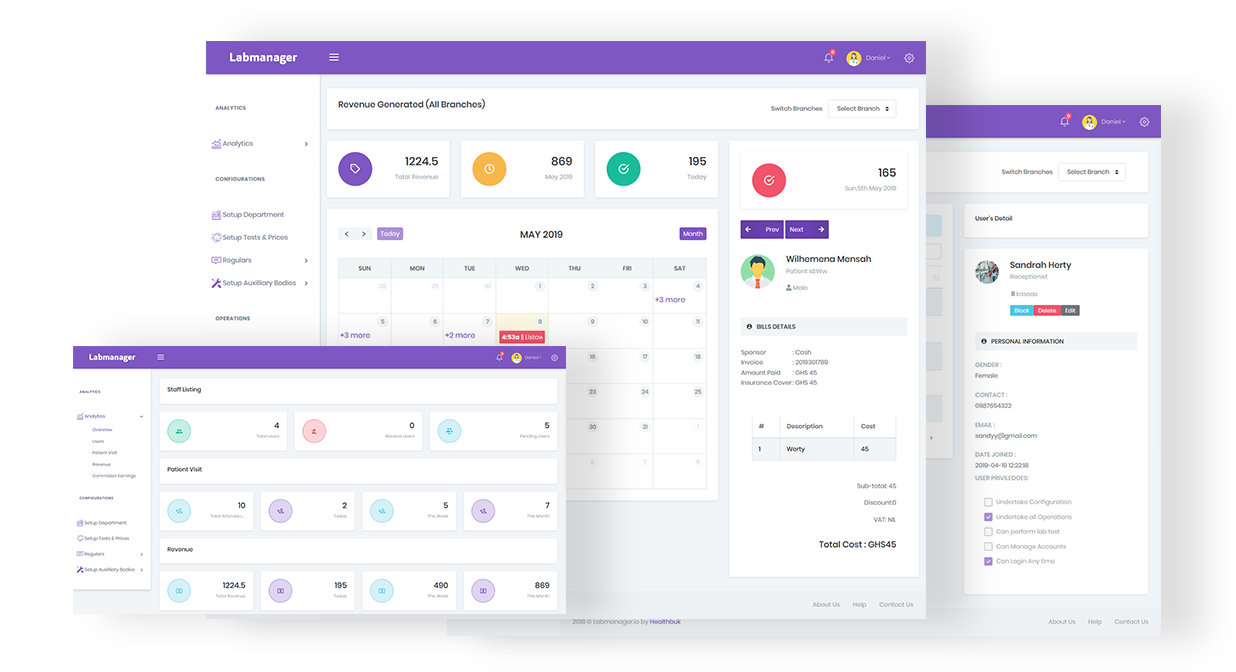 Labmanager
8
Daniel
ANALYTICS
Analytics
CONFIGURATIONS
Setup Department
Setup Tests & Prices
Regulars
Setup Auxilliary Bodies
OPERATIONS
Revenue Generated (All Branches)
Switch Branches
Select Branch
1224.5
Total Revenue
869
May 2019
195
Today
< > Today
MAY 2019
Month
SUN MON TUE WED THU FRI SAT
28 29 30 1 2 3 4
+3 more
5 6 7 8 9 10 11
+3 more +2 more
4:53a | Listow
16 17 18
23 24 25
30 31 1
6 7 8
165
Sun,5th May 2019
Prev Next
Wilhemena Mensah
Patient Id:Ww
Male
BILLS DETAILS
Sponsor : Cash
Invoice : 2019301789
Amount Paid : GHS 45
Insurance Cover : GHS 45
# Description Cost
1 Worty 45
Sub-total: 45
Discount:0
VAT: NIL
Total Cost : GHS45
About Us Help Contact Us
2018 © Labmanager.io by Healthbuk
Daniel
Switch Branches
Select Branch
User's Detail
Sandrah Herty
Receptionist
kasoas
Block Delete Edit
PERSONAL INFORMATION
GENDER :
Female
CONTACT :
0987654322
EMAIL :
sandyy@gmail.com
DATE JOINED :
2019-04-19 12:22:18
USER PRIVILEDGES:
Undertake Configuration
Undertake all Operations
Can perform lab test
Can Manage Accounts
Can Login Any time
About Us Help Contact Us
Labmanager
Daniel
ANALYTICS
Analytics
Overview
Users
Patient Visit
Revenue
Commission Earnings
CONFIGURATIONS
Setup Department
Setup Tests & Prices
Regulars
Setup Auxilliary Bodies
Staff Listing
4
Total Users
0
Blocked Users
5
Pending Users
Patient Visit
10
Total Attendan...
2
Today
5
This Week
7
This Month
Revenue
1224.5
Total Revenue
195
Today
490
This Week
869
This Month